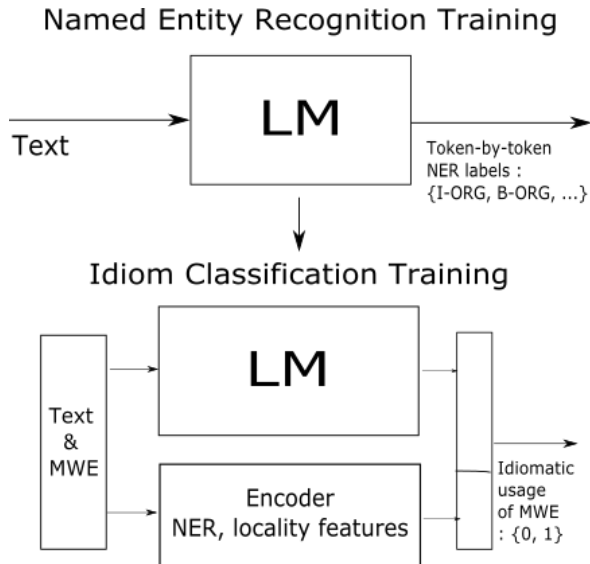 Named Entity Recognition Training
LM
Text
Token-by-token
NER labels :
{I-ORG, B-ORG, ...}
Idiom Classification Training
LM
Text
&
MWE
Encoder
NER, locality features
Idiomatic
usage
of MWE
: {0, 1}